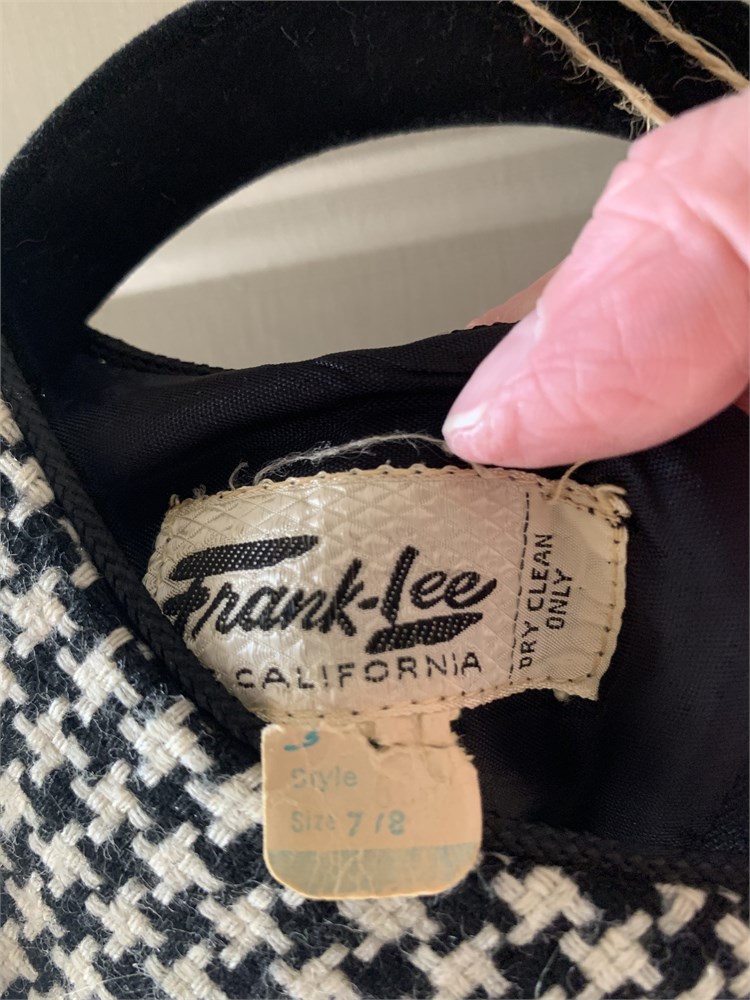 Frank-Lee
CALIFORNIA
DRY CLEAN
ONLY
Style
Size 7/8